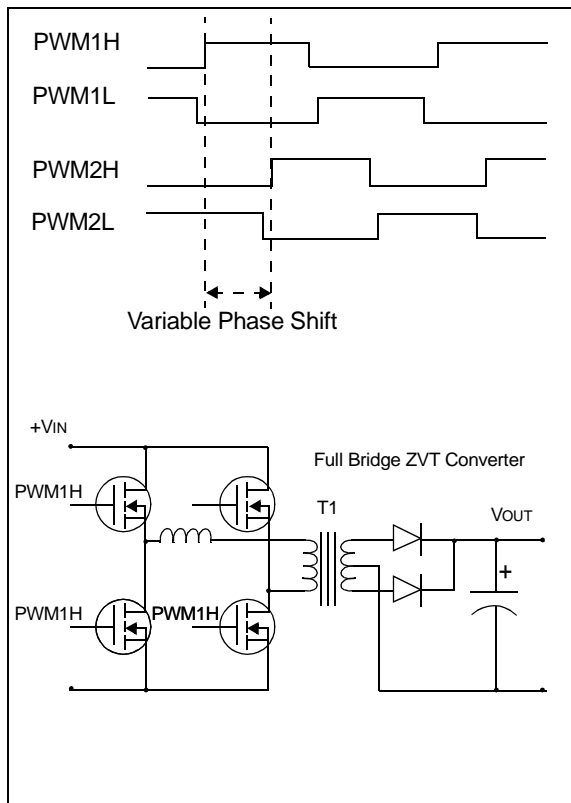 PWM1H
PWM1L
PWM2H
PWM2L
Variable Phase Shift
+VIN
Full Bridge ZVT Converter
PWM1H
T1
VOUT
+
PWM1H
PWM1H